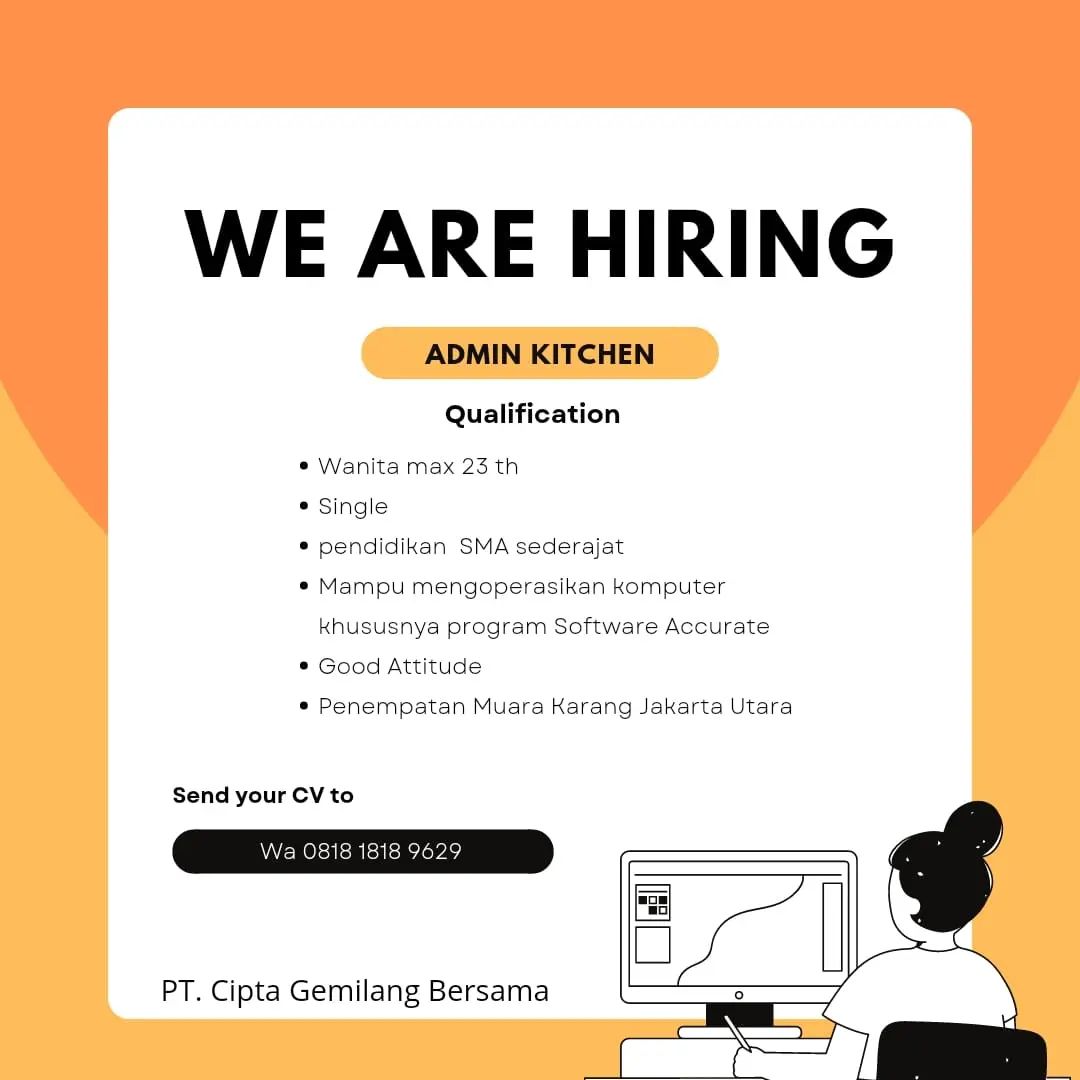 WE ARE HIRING
ADMIN KITCHEN
Qualification
• Wanita max 23 th
• Single
• pendidikan  SMA sederajat
• Mampu mengoperasikan komputer
khususnya program Software Accurate
• Good Attitude
• Penempatan Muara Karang Jakarta Utara
Send your CV to
Wa 0818 1818 9629
PT. Cipta Gemilang Bersama